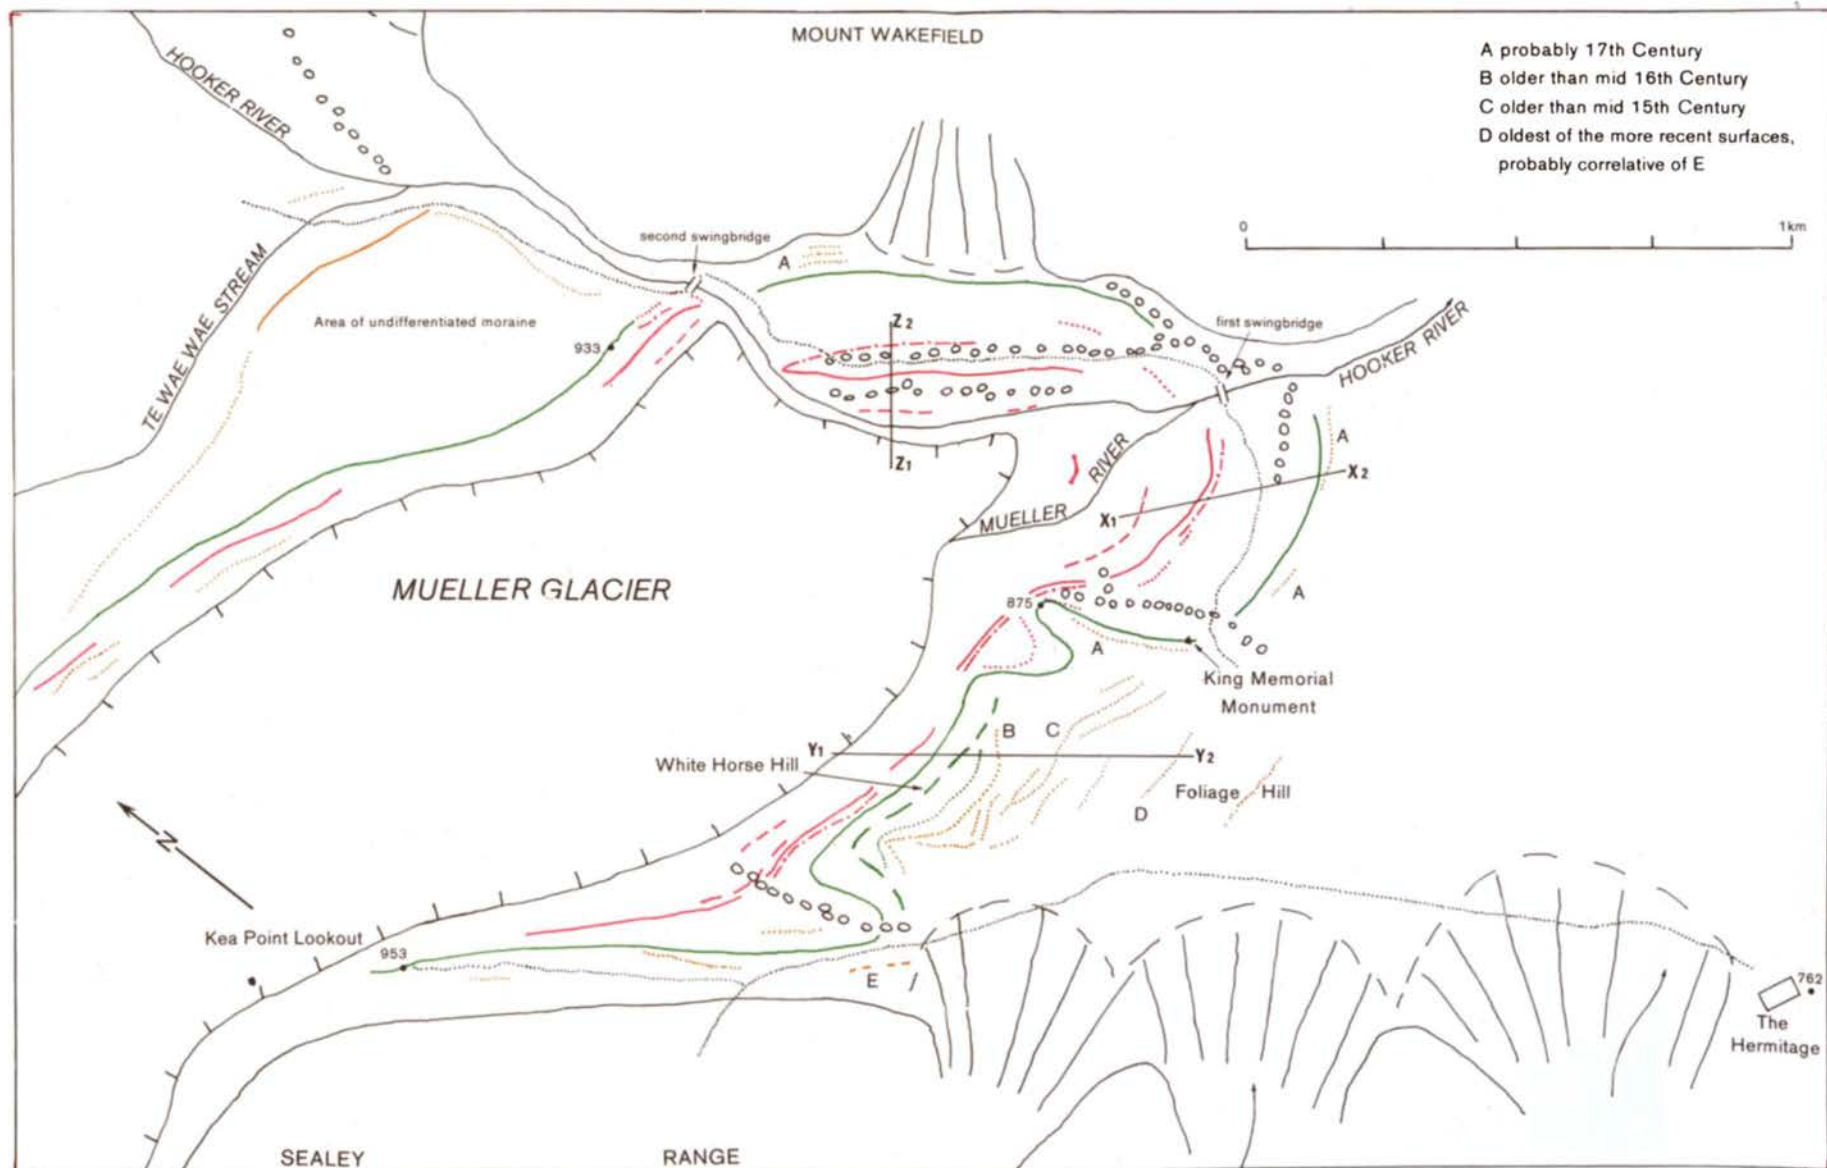 MOUNT WAKEFIELD
A probably 17th Century
B older than mid 16th Century
C older than mid 15th Century
D oldest of the more recent surfaces,
probably correlative of E
HOOKER RIVER
0
1km
second swingbridge
A
TE WAE WAE STREAM
Area of undifferentiated moraine
933
Z2
first swingbridge
HOOKER RIVER
Z1
A
X2
X1
MUELLER RIVER
MUELLER GLACIER
875
A
A
King Memorial
Monument
B
C
Y1
Y2
White Horse Hill
Foliage Hill
D
N
Kea Point Lookout
953
E
762
The
Hermitage
SEALEY RANGE